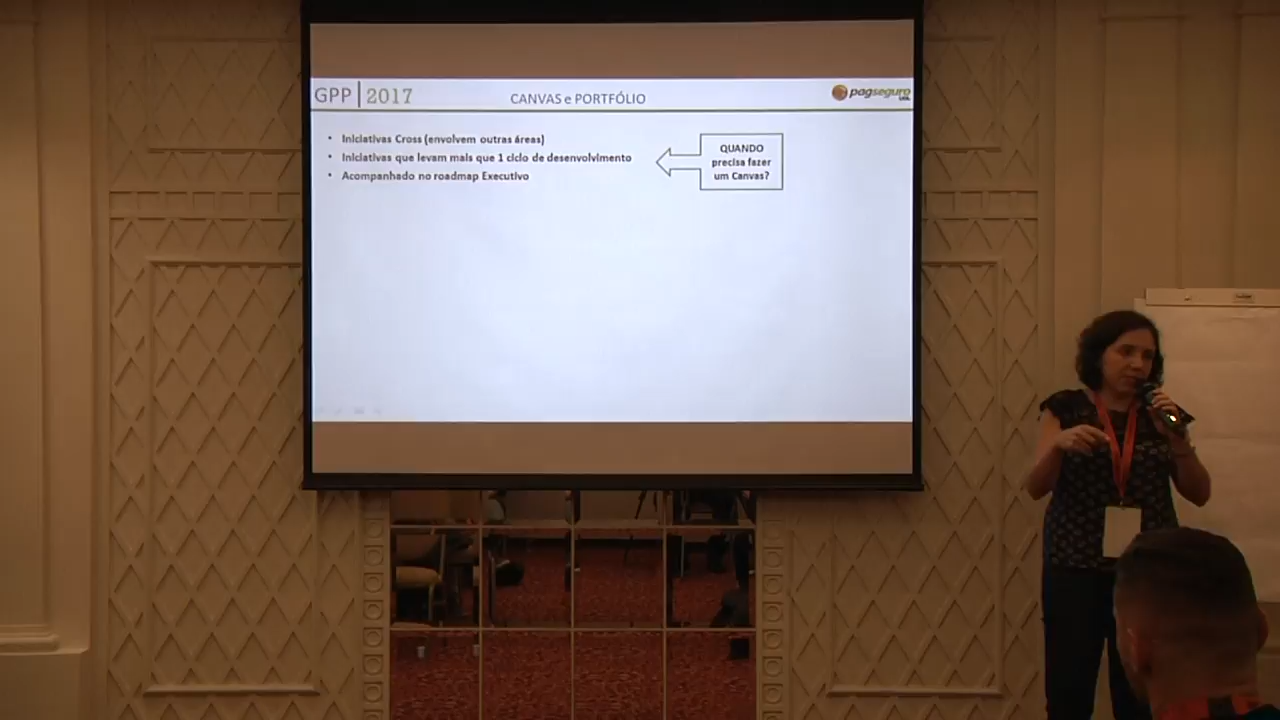 GPP | 2017
CANVAS e PORTFÓLIO
pagseguro
UOL
• Iniciativas Cross (envolvem outras áreas)
• Iniciativas que levam mais que 1 ciclo de desenvolvimento
• Acompanhado no roadmap Executivo
QUANDO
precisa fazer
um Canvas?